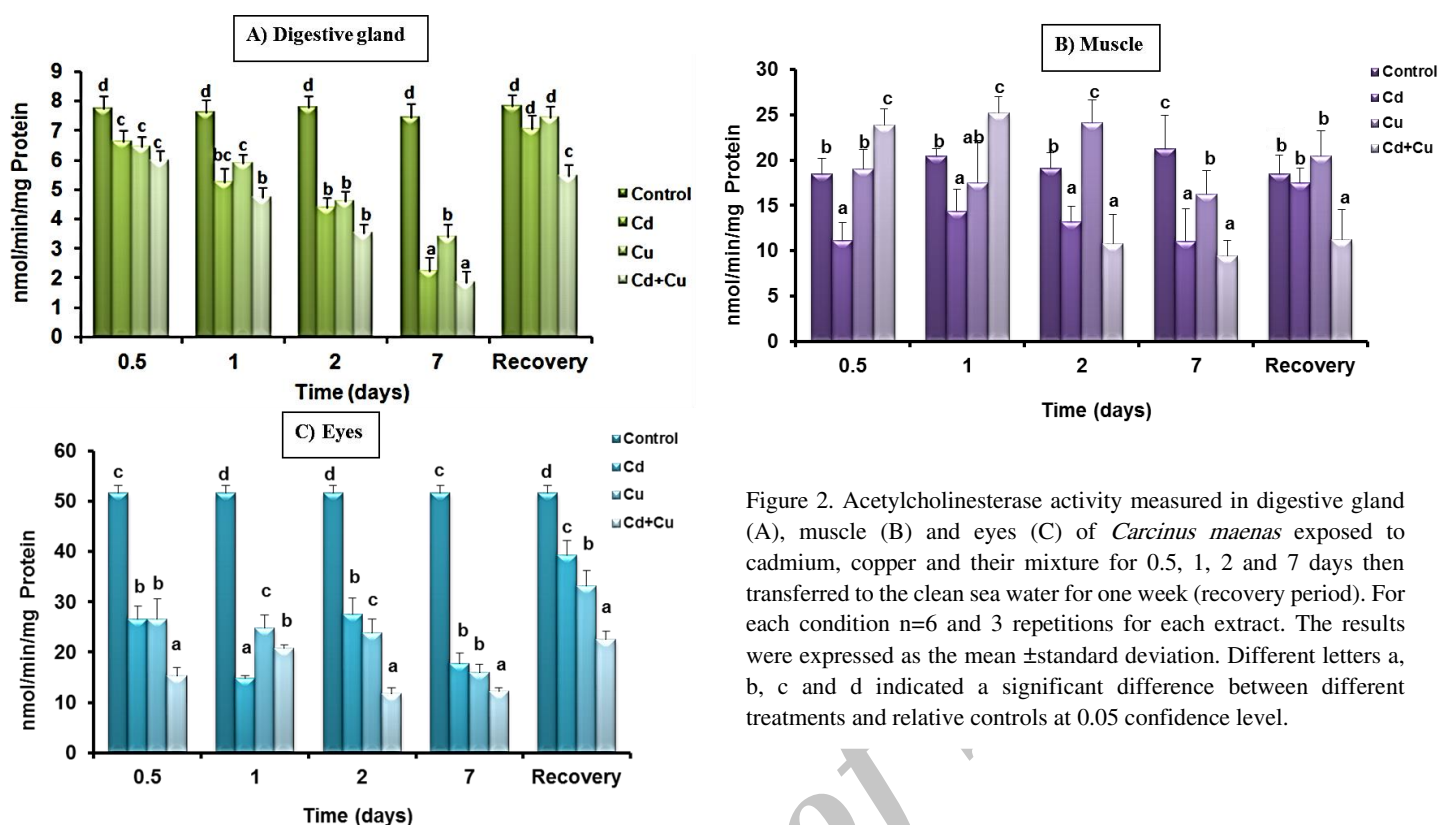 A) Digestive gland
nmol/min/mg Protein
9
8
7
6
5
4
3
2
1
0
d c c c
d bc c b
d b b b
d a b a
d d d c
0.5 1 2 7 Recovery
Time (days)
Control
Cd
Cu
Cd+Cu
B) Muscle
nmol/min/mg Protein
30
25
20
15
10
5
0
b a b c
b a ab c
b a c a
c a b a
b b b a
0.5 1 2 7 Recovery
Time (days)
Control
Cd
Cu
Cd+Cu
C) Eyes
nmol/min/mg Protein
60
50
40
30
20
10
0
c b b a
d a c b
d b c a
c b b a
d c b a
0.5 1 2 7 Recovery
Time (days)
Control
Cd
Cu
Cd+Cu
Figure 2. Acetylcholinesterase activity measured in digestive gland
(A), muscle (B) and eyes (C) of Carcinus maenas exposed to
cadmium, copper and their mixture for 0.5, 1, 2 and 7 days then
transferred to the clean sea water for one week (recovery period). For
each condition n=6 and 3 repetitions for each extract. The results
were expressed as the mean ±standard deviation. Different letters a,
b, c and d indicated a significant difference between different
treatments and relative controls at 0.05 confidence level.